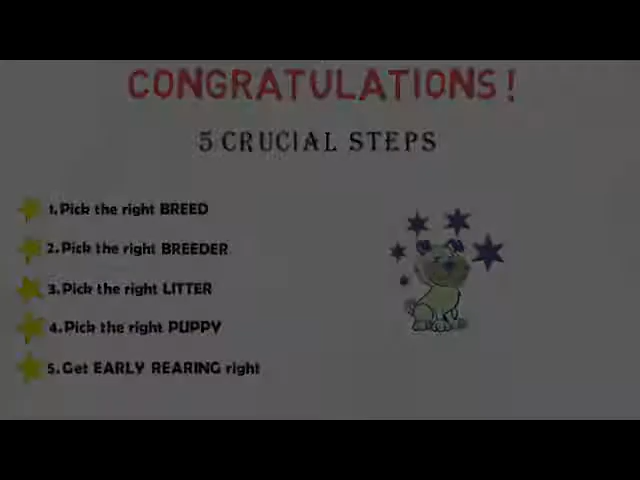 CONGRATULATIONS!
5 CRUCIAL STEPS
1. Pick the right BREED
2. Pick the right BREEDER
3. Pick the right LITTER
4. Pick the right PUPPY
5. Get EARLY REARING right